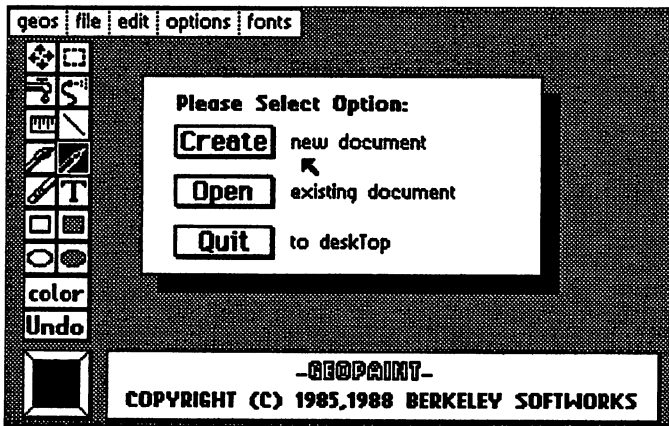 geos file edit options fonts
Please Select Option:
Create new document
Open existing document
Quit to deskTop
T
color
Undo
-GEOPAINT-
COPYRIGHT (C) 1985,1988 BERKELEY SOFTWORKS